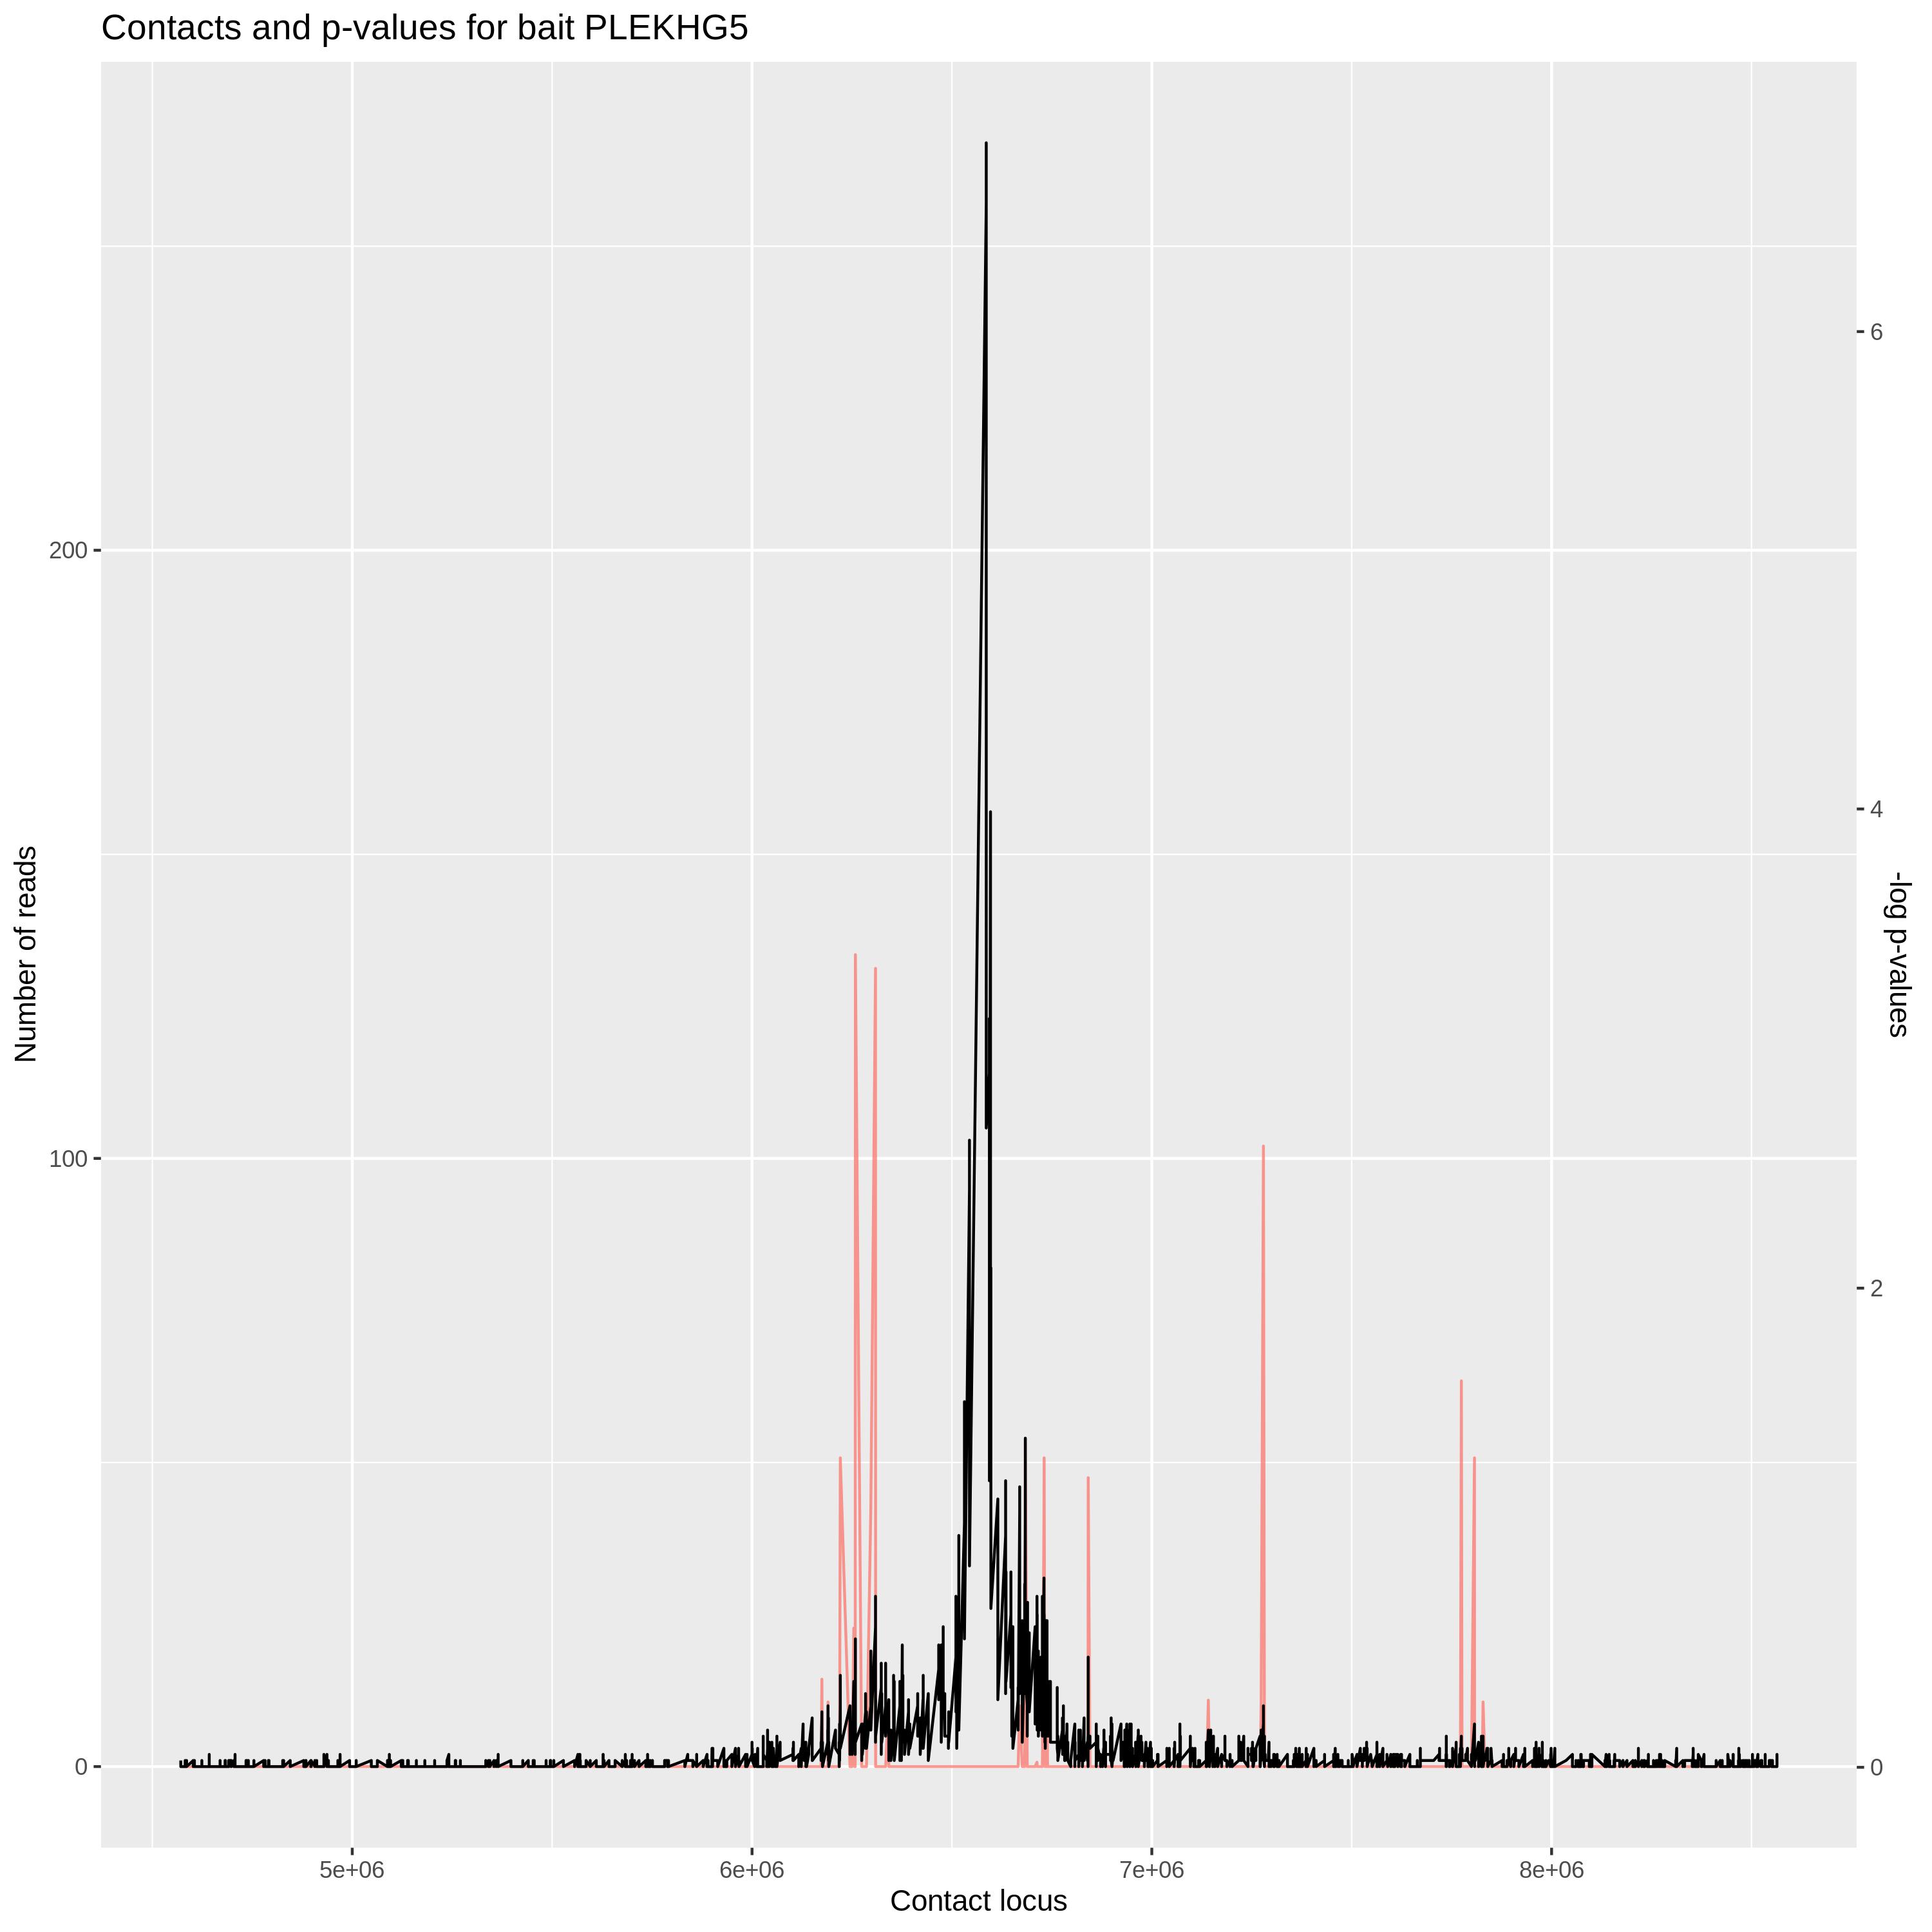 Contacts and p-values for bait PLEKHG5
Number of reads
200
100
0
6
4
2
0
-log p-values
5e+06 6e+06 7e+06 8e+06
Contact locus